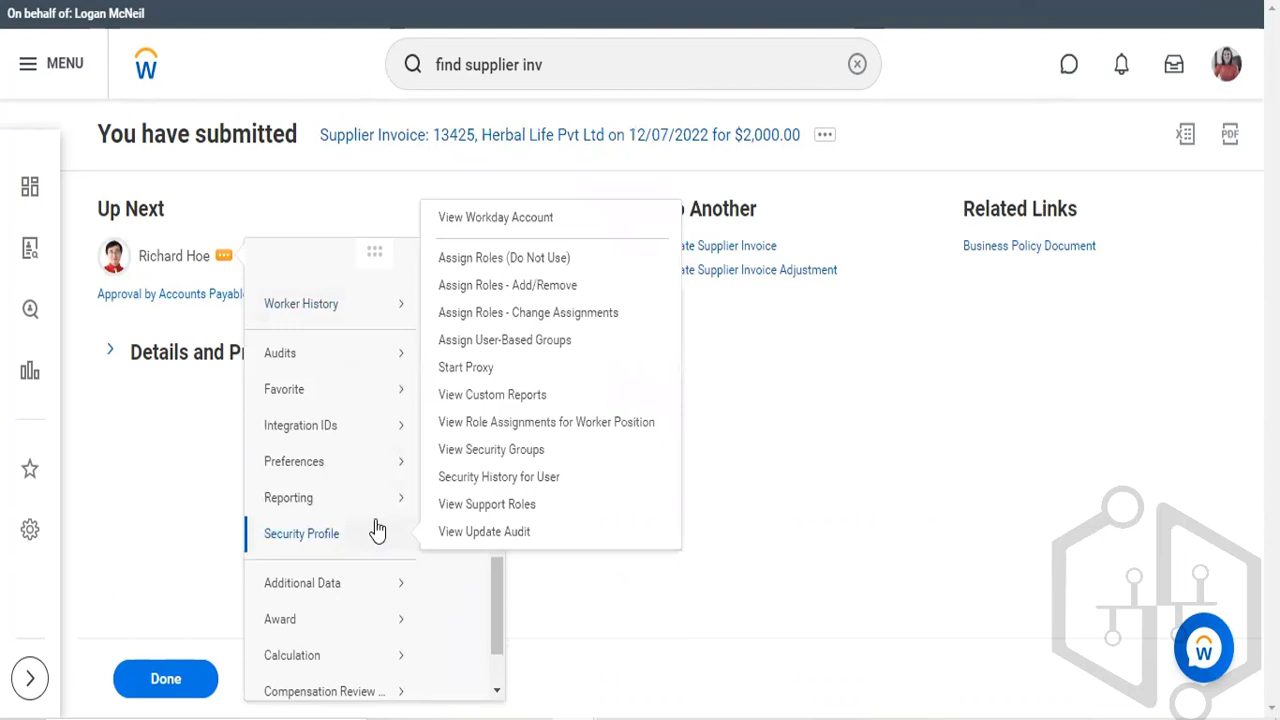 On behalf of: Logan McNeil
MENU
find supplier inv
You have submitted
Supplier Invoice: 13425, Herbal Life Pvt Ltd on 12/07/2022 for $2,000.00
PDF
Up Next
Richard Hoe
Approval by Accounts Payabl
Details and P
Worker History
Audits
Favorite
Integration IDs
Preferences
Reporting
Security Profile
Additional Data
Award
Calculation
Compensation Review ...
View Workday Account
Assign Roles (Do Not Use)
Assign Roles - Add/Remove
Assign Roles - Change Assignments
Assign User-Based Groups
Start Proxy
View Custom Reports
View Role Assignments for Worker Position
View Security Groups
Security History for User
View Support Roles
View Update Audit
Another
ate Supplier Invoice
ate Supplier Invoice Adjustment
Related Links
Business Policy Document
Done